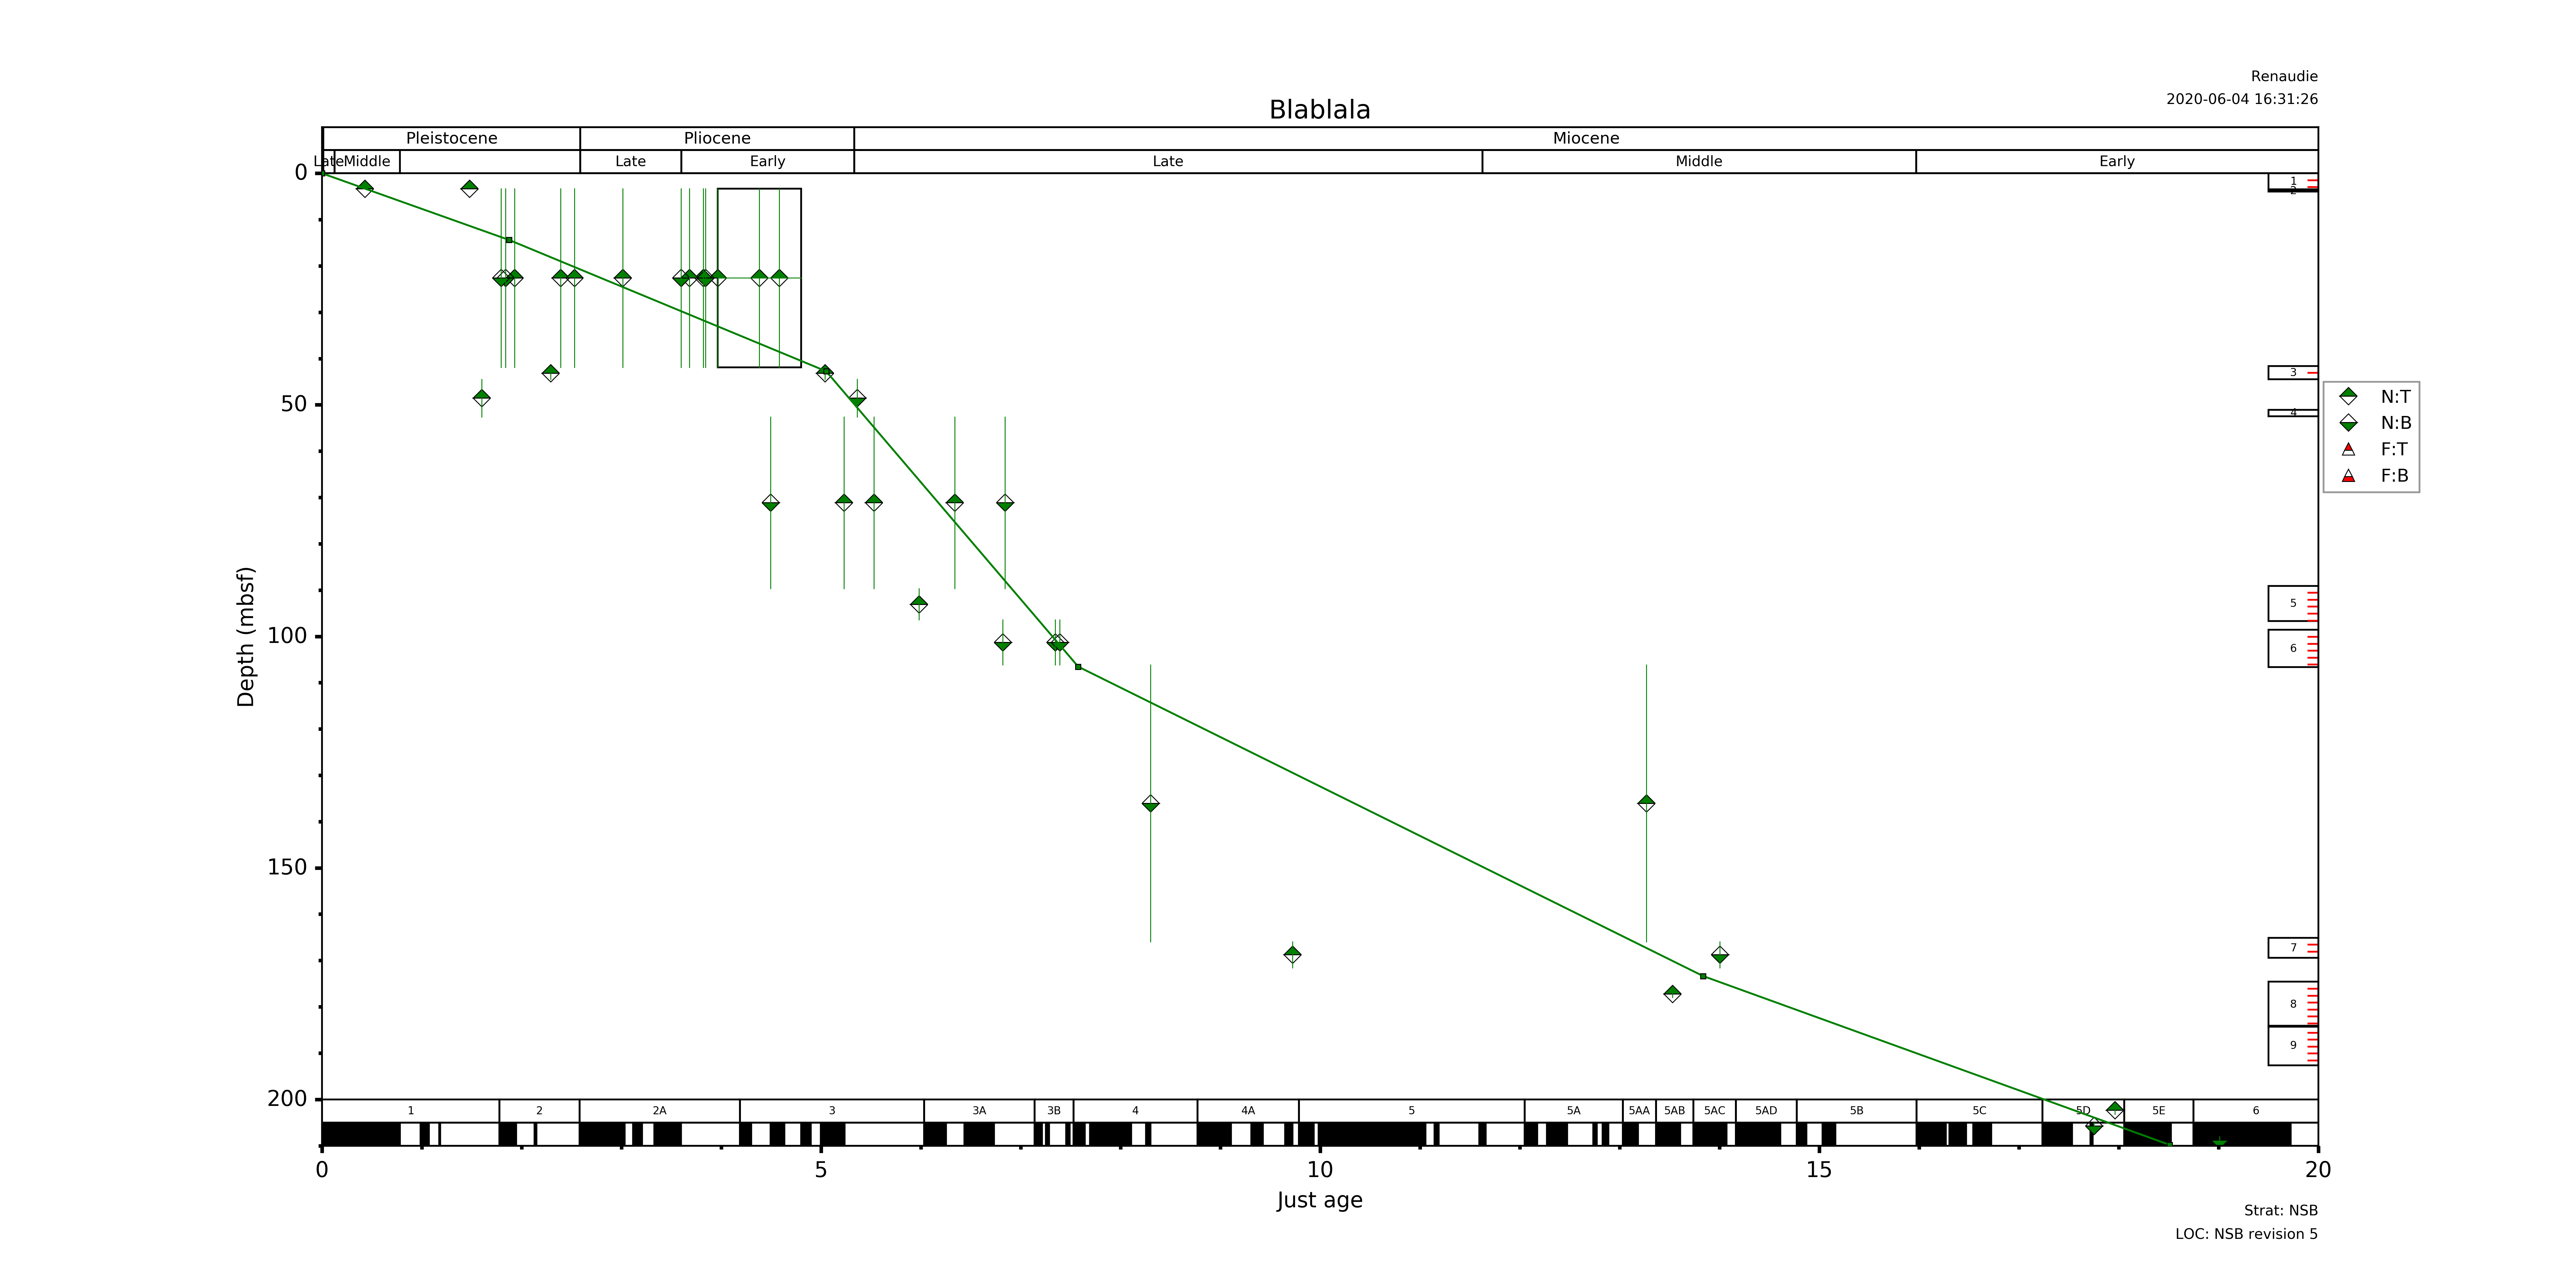 Renaudie
2020-06-04 16:31:26
Blablala
Pleistocene Pliocene Miocene
Late Middle Late Early Late Middle Early
0
50
100
150
200
Depth (mbsf)
1
2
3
4
5
6
7
8
9
N:T
N:B
F:T
F:B
1 2 2A 3 3A 3B 4 4A 5 5A 5AA 5AB 5AC 5AD 5B 5C 5D 5E 6
0 5 10 15 20
Just age
Strat: NSB
LOC: NSB revision 5